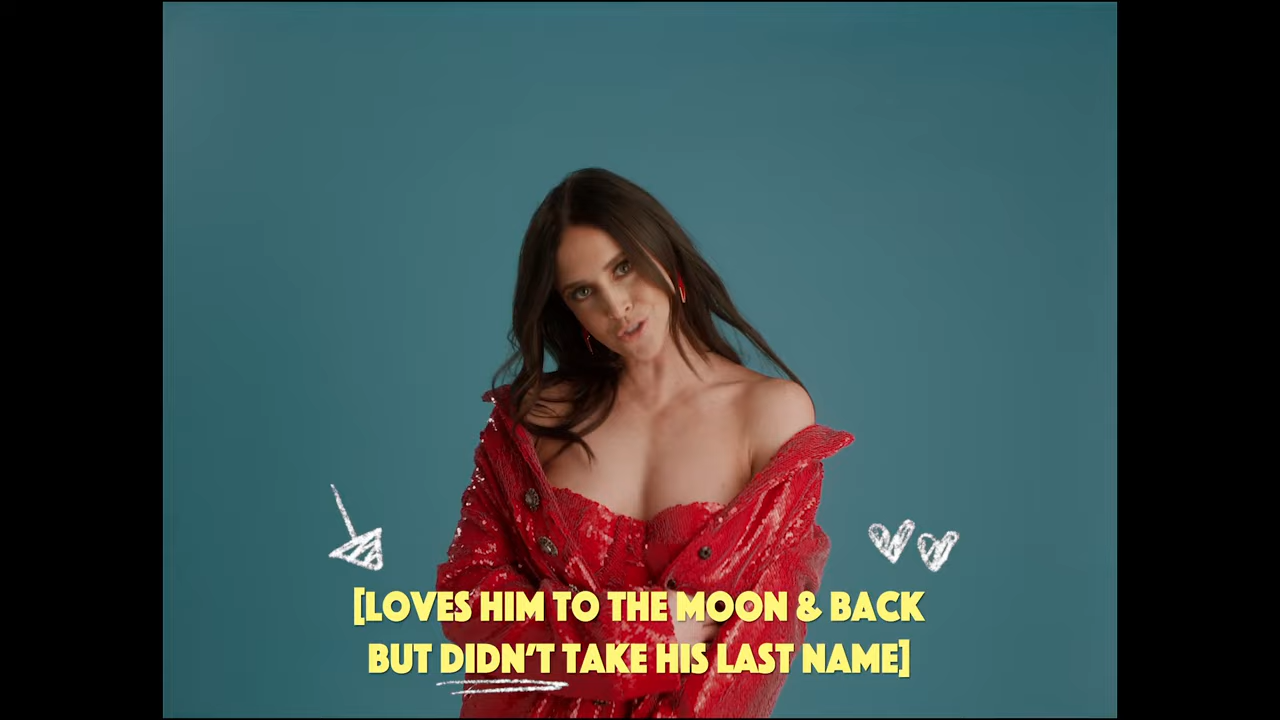 [LOVES HIM TO THE MOON & BACK
BUT DIDN'T TAKE HIS LAST NAME]